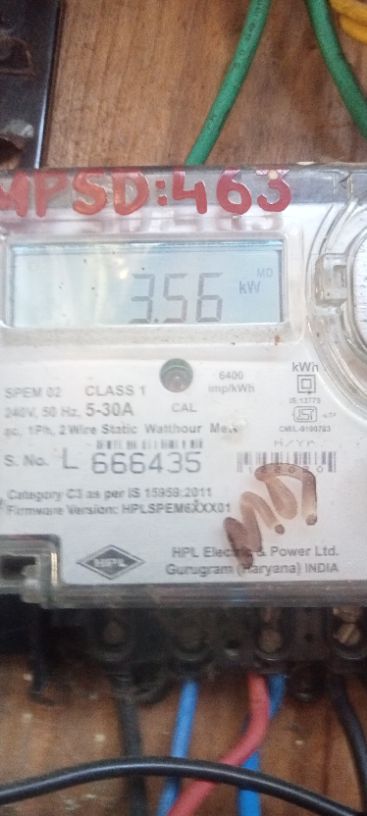 MPSD:463
MD
3.56 kW
6400
imp/kWh
kWh
SPEM 02 CLASS 1
IS 13779
240V, 50 Hz, 5-30A CAL
CM/L-9190783
ac, 1Ph, 2 Wire Static Watthour
S. No. L 666435
Category C3 as per IS 15959:2011
Firmware Version: HPLSPEM6XXX01
HPL
HPL Electric & Power Ltd.
Gurugram (Haryana) INDIA